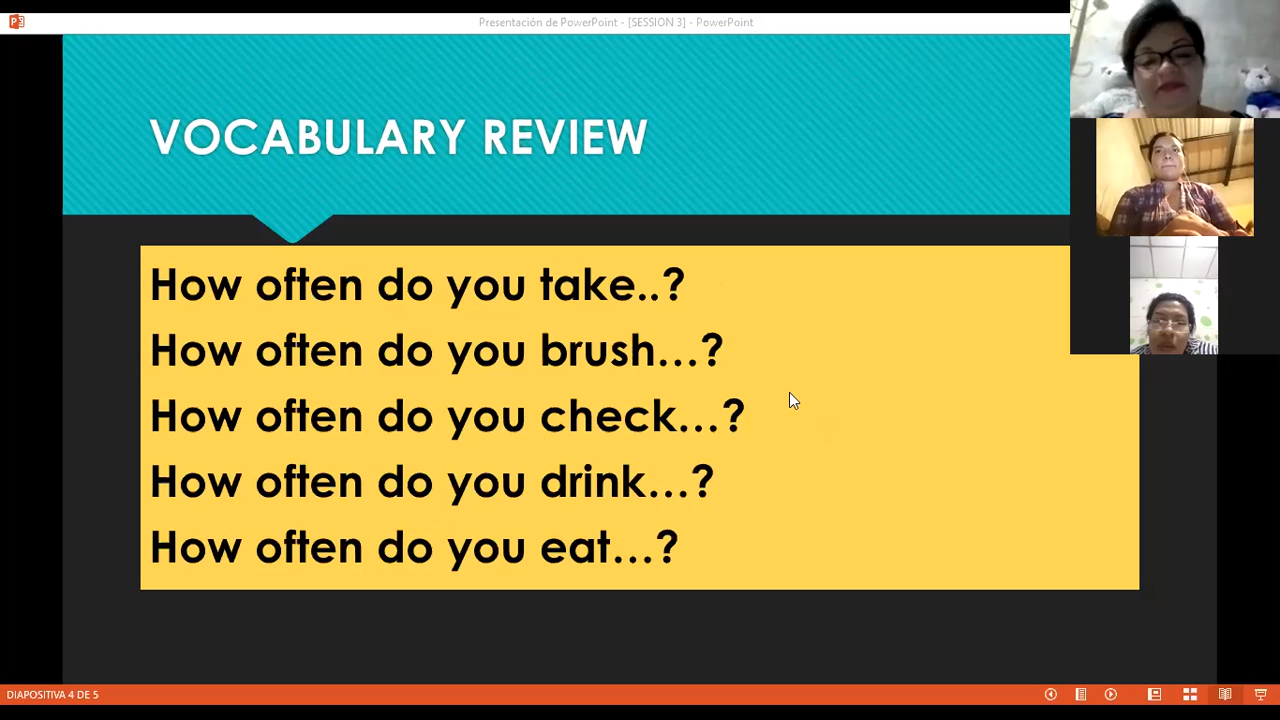 Presentación de PowerPoint - [SESSION 3] - PowerPoint
VOCABULARY REVIEW
How often do you take..?
How often do you brush...?
How often do you check...?
How often do you drink...?
How often do you eat...?
DIAPOSITIVA 4 DE 5